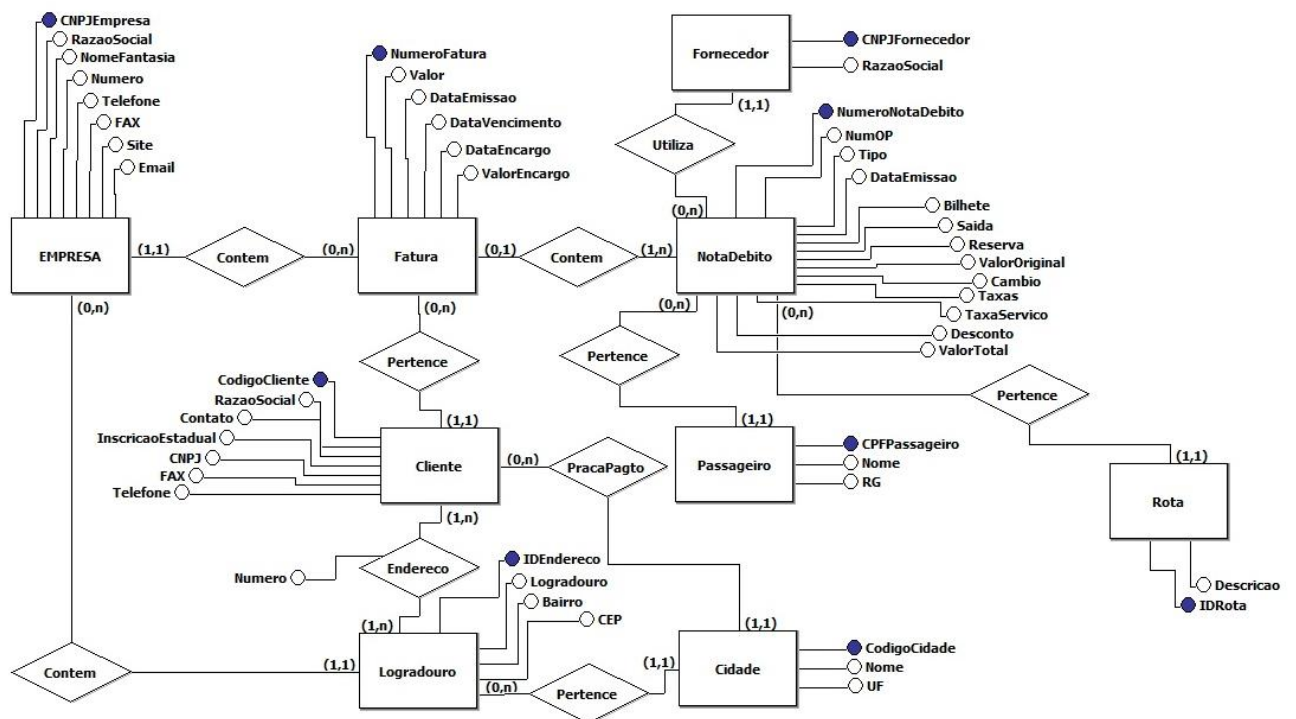 CNPJEmpresa
RazaoSocial
NomeFantasia
Numero
Telefone
FAX
Site
Email
EMPRESA
(1,1)
Contem
(0,n)
(0,n)
NumeroFatura
Valor
DataEmissao
DataVencimento
DataEncargo
ValorEncargo
Fatura
(0,1)
Contem
(1,n)
(0,n)
Fornecedor
CNPJFornecedor
RazaoSocial
(1,1)
Utiliza
(0,n)
NumeroNotaDebito
NumOP
Tipo
DataEmissao
Bilhete
Saida
Reserva
ValorOriginal
Cambio
Taxas
TaxaServico
Desconto
ValorTotal
NotaDebito
(0,n)
(0,n)
Pertence
Pertence
Pertence
CodigoCliente
RazaoSocial
Contato
InscricaoEstadual
CNPJ
FAX
Telefone
(1,1)
Cliente
(0,n)
PracaPagto
(1,1)
Passageiro
CPFPassageiro
Nome
RG
(1,1)
Rota
Descricao
IDRota
(1,n)
Endereco
Numero
IDEndereco
Logradouro
Bairro
CEP
(1,n)
Contem
(1,1)
Logradouro
(0,n)
Pertence
(1,1)
(1,1)
Cidade
CodigoCidade
Nome
UF